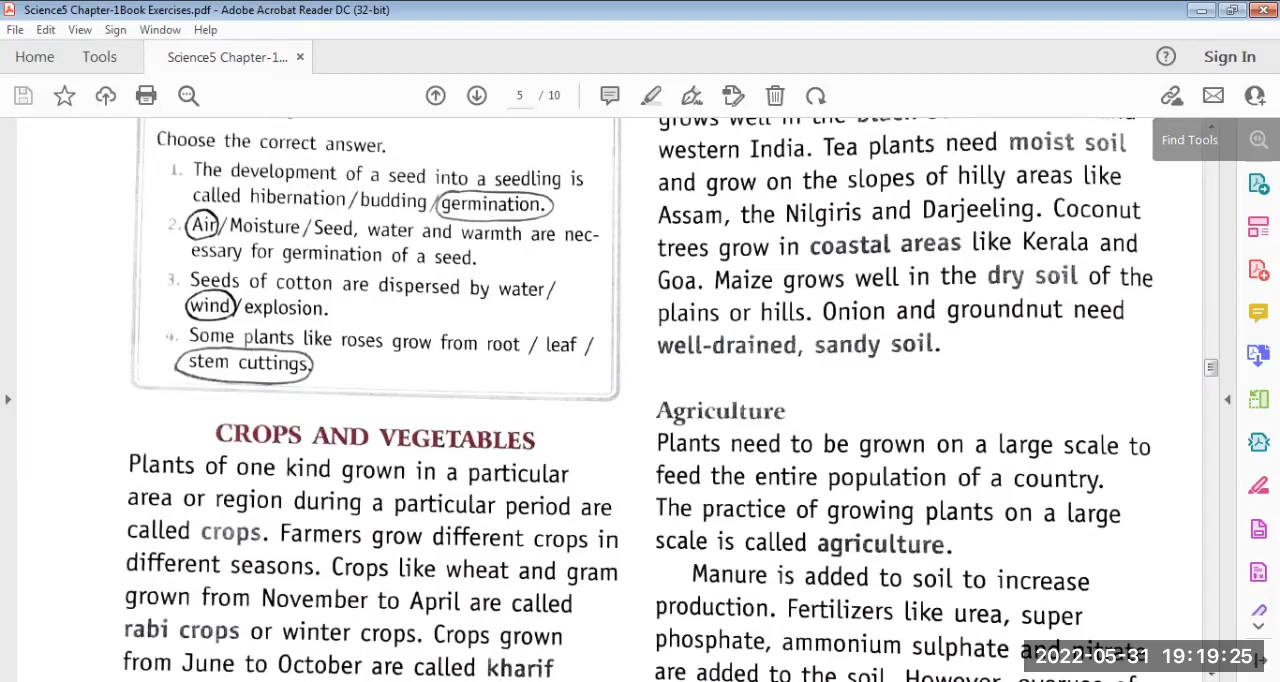 Science5 Chapter-1Book Exercises.pdf - Adobe Acrobat Reader DC (32-bit)
File Edit View Sign Window Help
Home Tools Science5 Chapter-1... × Sign In
5 / 10
Find Tools
Choose the correct answer.
1. The development of a seed into a seedling is
called hibernation/budding/germination.
2. Air/Moisture/Seed, water and warmth are nec-
essary for germination of a seed.
3. Seeds of cotton are dispersed by water/
wind/explosion.
4. Some plants like roses grow from root / leaf /
stem cuttings.
CROPS AND VEGETABLES
Plants of one kind grown in a particular
area or region during a particular period are
called crops. Farmers grow different crops in
different seasons. Crops like wheat and gram
grown from November to April are called
rabi crops or winter crops. Crops grown
from June to October are called kharif
grows well in the black
western India. Tea plants need moist soil
and grow on the slopes of hilly areas like
Assam, the Nilgiris and Darjeeling. Coconut
trees grow in coastal areas like Kerala and
Goa. Maize grows well in the dry soil of the
plains or hills. Onion and groundnut need
well-drained, sandy soil.
Agriculture
Plants need to be grown on a large scale to
feed the entire population of a country.
The practice of growing plants on a large
scale is called agriculture.
Manure is added to soil to increase
production. Fertilizers like urea, super
phosphate, ammonium sulphate and nitrate
are added to the soil. However, overuse of
2022-05-31 19:19:25